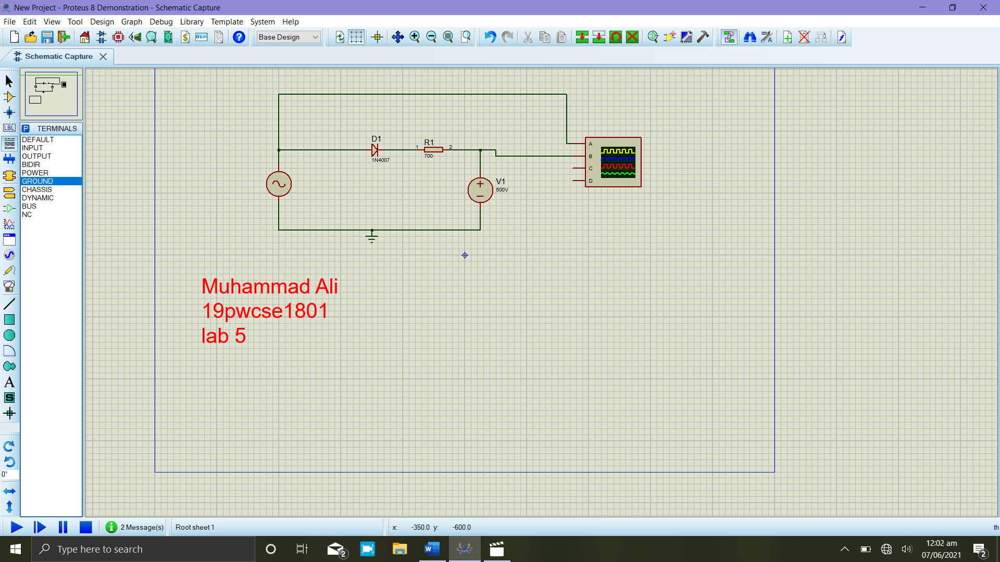 New Project - Proteus 8 Demonstration - Schematic Capture
File Edit View Tool Design Graph Debug Library Template System Help
Base Design
Schematic Capture
LBL
P TERMINALS
DEFAULT
INPUT
OUTPUT
BIDIR
POWER
GROUND
CHASSIS
DYNAMIC
BUS
NC
A
S
0°
D1
1N4007
1
R1
2
700
V1
500V
A
B
C
D
Muhammad Ali
19pwcse1801
lab 5
2 Message(s)
Root sheet 1
x: -350.0 y: -600.0
th
Type here to search
2
12:02 am
07/06/2021
2